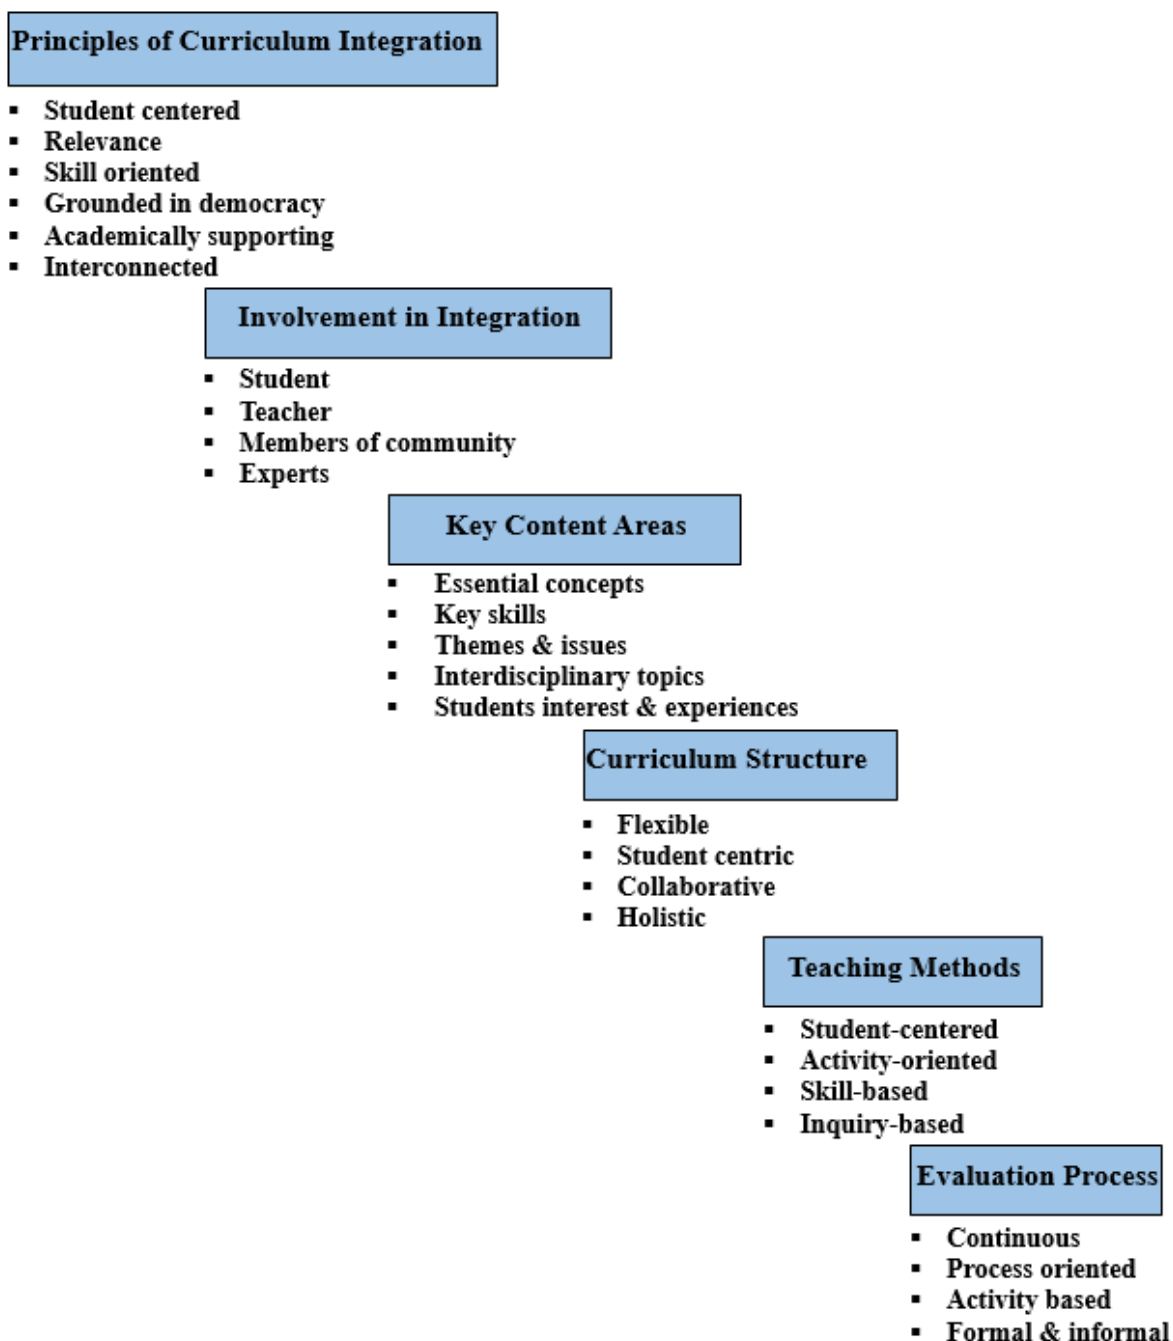 Principles of Curriculum Integration
▪ Student centered
▪ Relevance
▪ Skill oriented
▪ Grounded in democracy
▪ Academically supporting
▪ Interconnected
Involvement in Integration
▪ Student
▪ Teacher
▪ Members of community
▪ Experts
Key Content Areas
▪ Essential concepts
▪ Key skills
▪ Themes & issues
▪ Interdisciplinary topics
▪ Students interest & experiences
Curriculum Structure
▪ Flexible
▪ Student centric
▪ Collaborative
▪ Holistic
Teaching Methods
▪ Student-centered
▪ Activity-oriented
▪ Skill-based
▪ Inquiry-based
Evaluation Process
▪ Continuous
▪ Process oriented
▪ Activity based
▪ Formal & informal